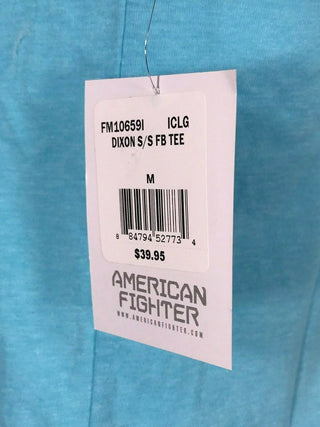 FM10659I ICLG
DIXON S/S FB TEE
M
8 84794 52773 4
$39.95
AMERICAN
FIGHTER
WWW.AMERICANFIGHTER.COM